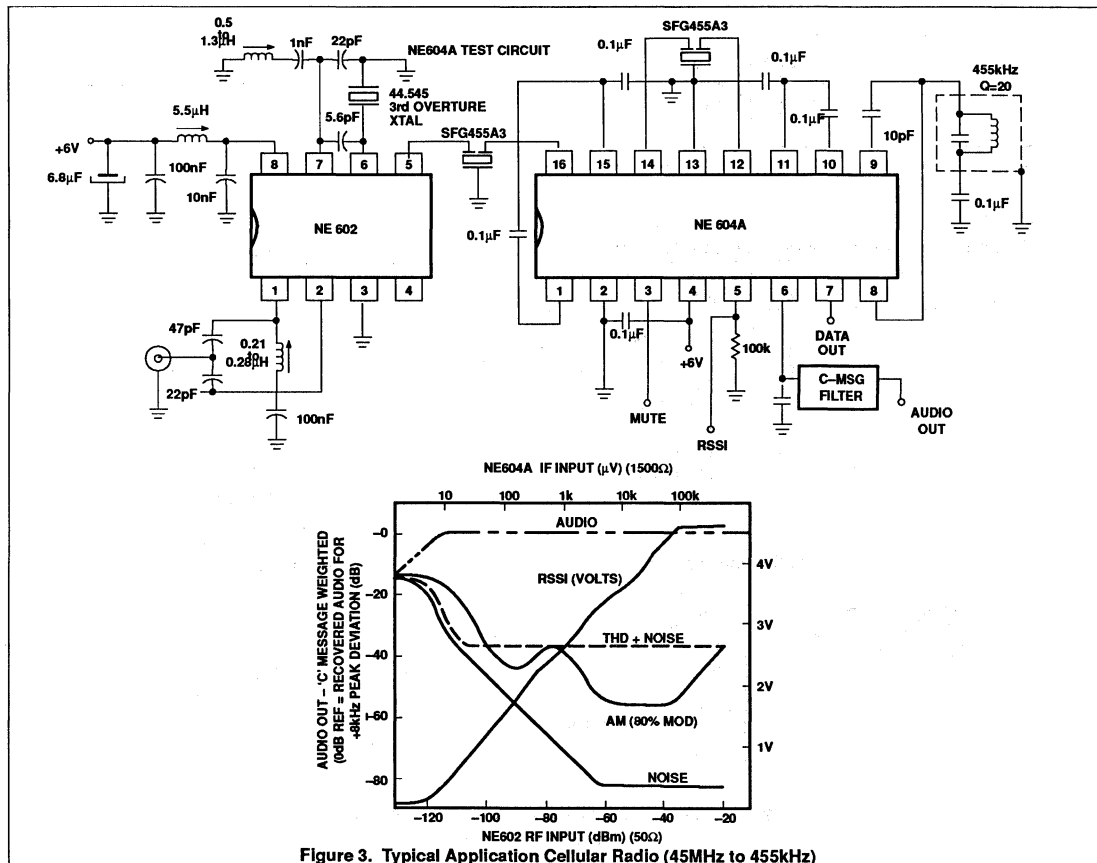 0.5
to
1.3μH
1nF
22pF
NE604A TEST CIRCUIT
44.545
3rd OVERTURE
XTAL
5.6pF
5.5μH
+6V
6.8μF
100nF
10nF
8
7
6
5
NE 602
1
2
3
4
47pF
0.21
to
0.28μH
22pF
100nF
SFG455A3
SFG455A3
0.1μF
0.1μF
0.1μF
10pF
455kHz
Q=20
0.1μF
16
15
14
13
12
11
10
9
NE 604A
0.1μF
1
2
3
4
5
6
7
8
0.1μF
+6V
100k
DATA
OUT
C–MSG
FILTER
AUDIO
OUT
MUTE
RSSI
NE604A IF INPUT (μV) (1500Ω)
10
100
1k
10k
100k
AUDIO
RSSI (VOLTS)
THD + NOISE
AM (80% MOD)
NOISE
–0
–20
–40
–60
–80
4V
3V
2V
1V
AUDIO OUT – 'C' MESSAGE WEIGHTED
(0dB REF = RECOVERED AUDIO FOR
+8kHz PEAK DEVIATION (dB)
–120
–100
–80
–60
–40
–20
NE602 RF INPUT (dBm) (50Ω)
Figure 3. Typical Application Cellular Radio (45MHz to 455kHz)